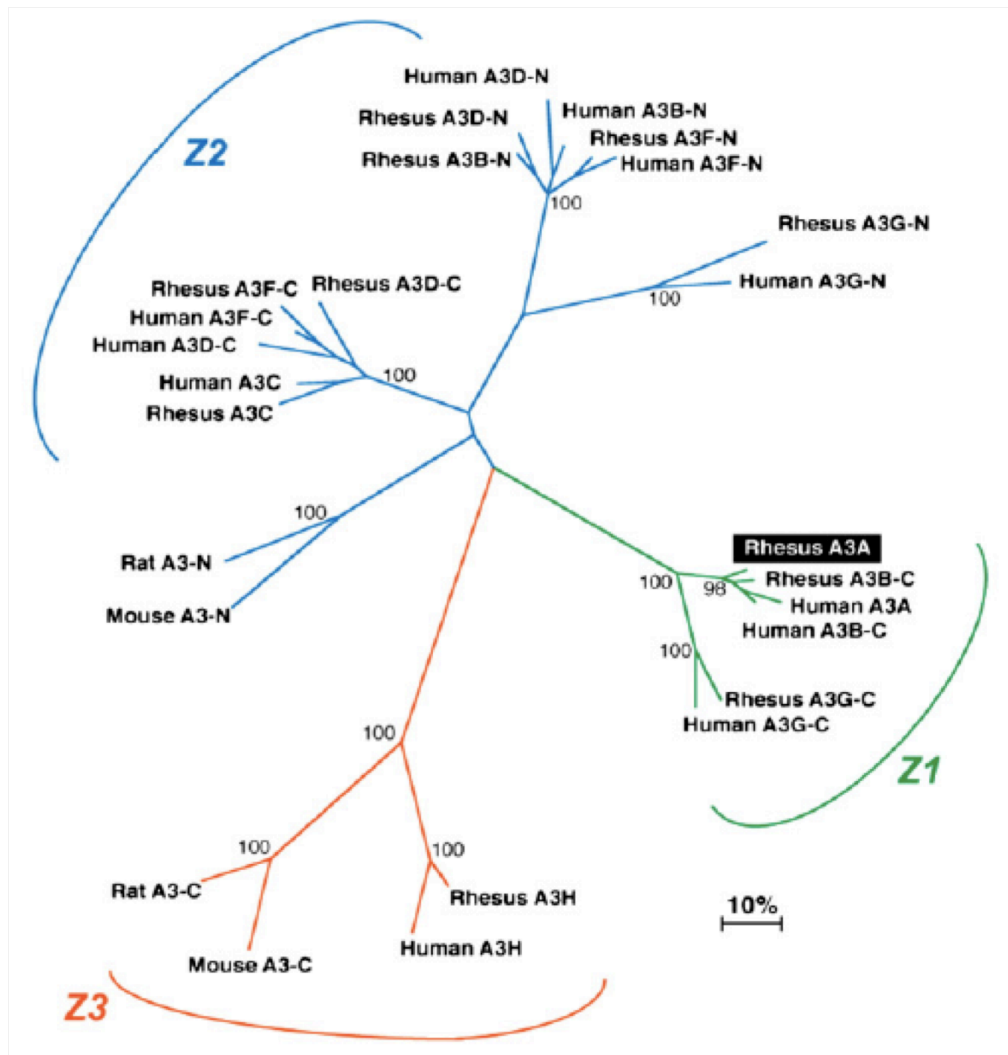 Human A3D-N
Rhesus A3D-N
Human A3B-N
Rhesus A3F-N
Rhesus A3B-N
Human A3F-N
Z2
100
Rhesus A3G-N
Human A3G-N
100
Rhesus A3F-C
Rhesus A3D-C
Human A3F-C
Human A3D-C
100
Human A3C
Rhesus A3C
100
Rat A3-N
Mouse A3-N
Rhesus A3A
100
98
Rhesus A3B-C
Human A3A
Human A3B-C
100
Rhesus A3G-C
Human A3G-C
Z1
100
100
100
Rat A3-C
Rhesus A3H
Human A3H
Mouse A3-C
10%
Z3